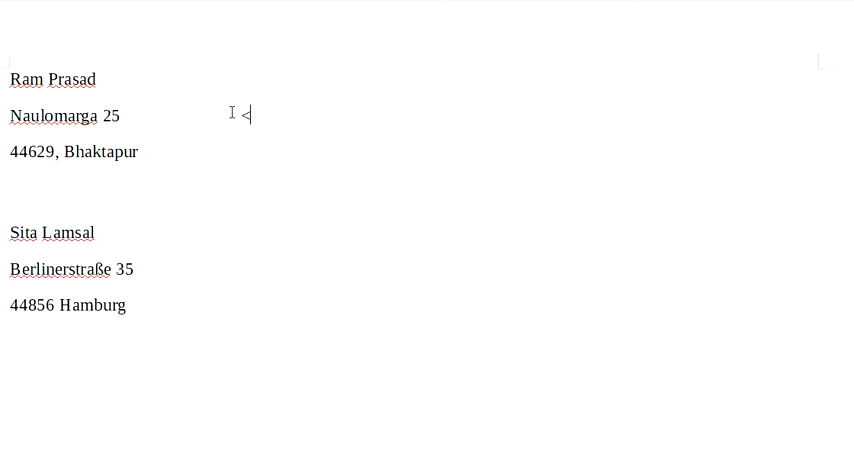 Ram Prasad
Naulomarga 25 <
44629, Bhaktapur
Sita Lamsal
Berlinerstraße 35
44856 Hamburg